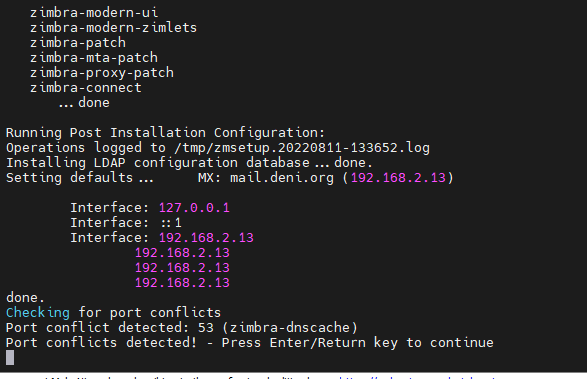 zimbra-modern-ui
zimbra-modern-zimlets
zimbra-patch
zimbra-mta-patch
zimbra-proxy-patch
zimbra-connect
...done
Running Post Installation Configuration:
Operations logged to /tmp/zmsetup.20220811-133652.log
Installing LDAP configuration database...done.
Setting defaults... MX: mail.deni.org (192.168.2.13)
Interface: 127.0.0.1
Interface: ::1
Interface: 192.168.2.13
192.168.2.13
192.168.2.13
192.168.2.13
done.
Checking for port conflicts
Port conflict detected: 53 (zimbra-dnscache)
Port conflicts detected! - Press Enter/Return key to continue